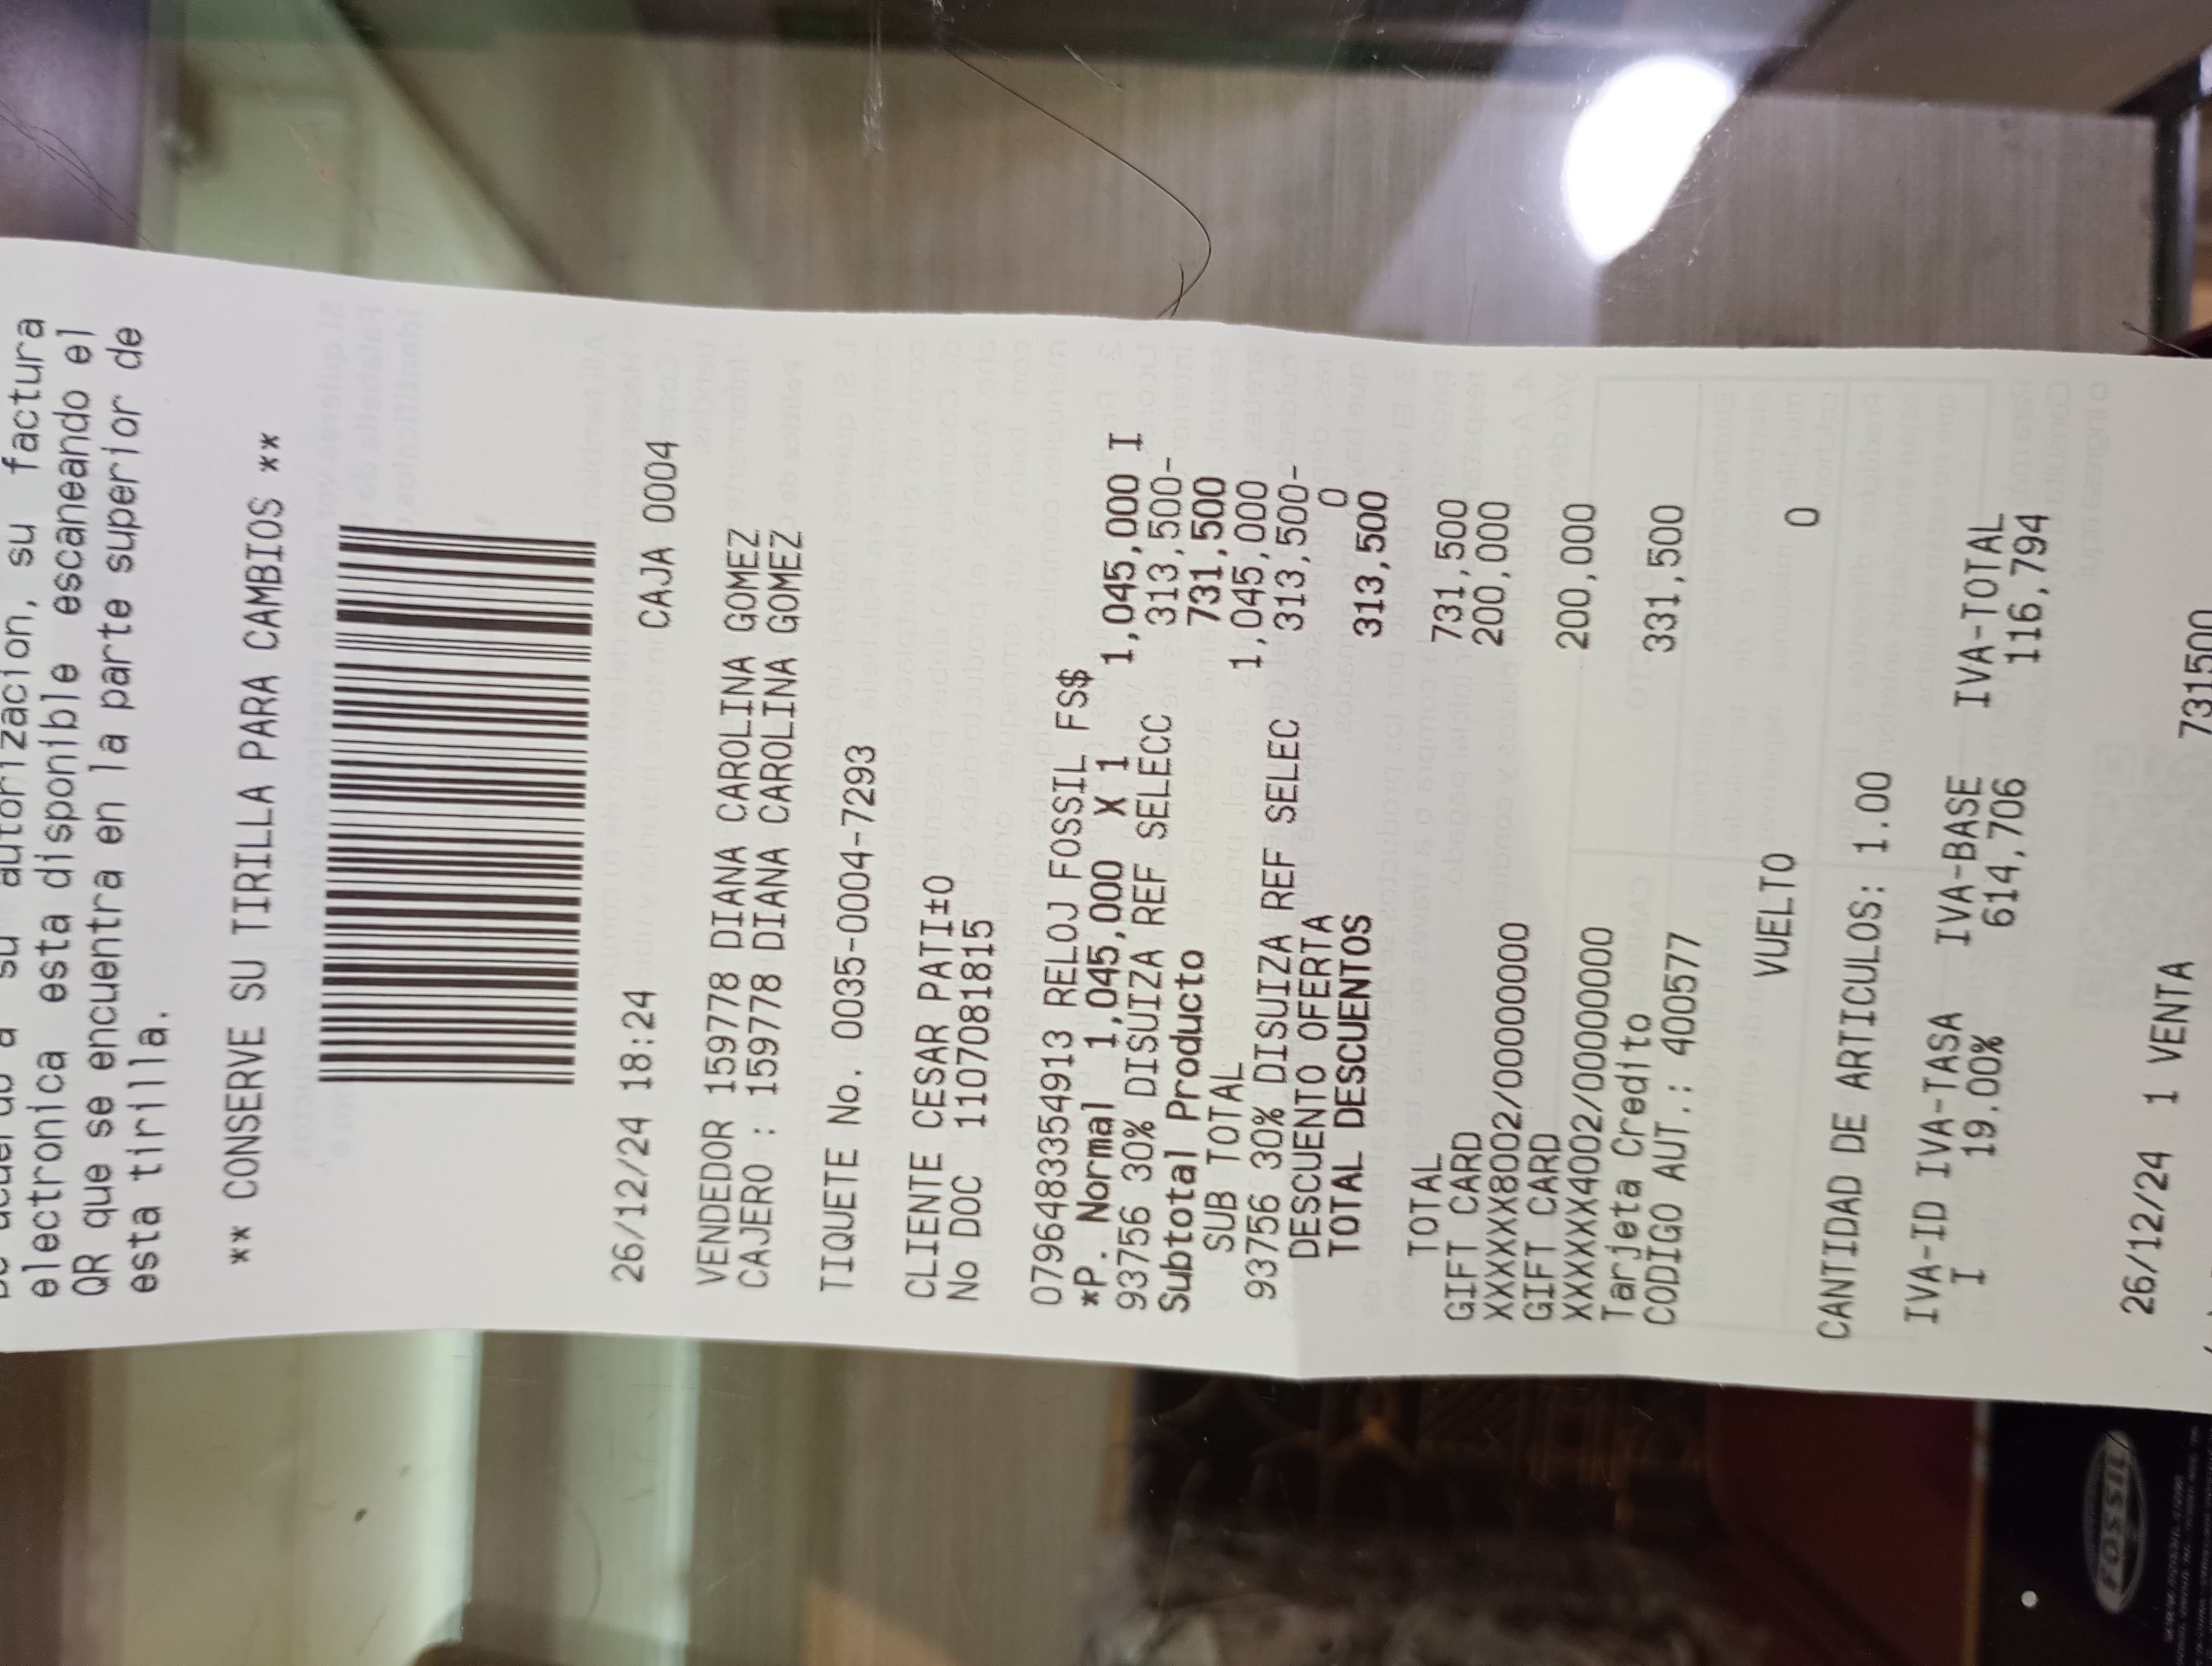 su autorizacion, su factura
electronica esta disponible escaneando el
QR que se encuentra en la parte superior de
esta tirilla.
** CONSERVE SU TIRILLA PARA CAMBIOS **
26/12/24 18:24 CAJA 0004
VENDEDOR 159778 DIANA CAROLINA GOMEZ
CAJERO : 159778 DIANA CAROLINA GOMEZ
TIQUETE No. 0035-0004-7293
CLIENTE CESAR PATI±O
No DOC 1107081815
0796483354913 RELOJ FOSSIL FS$
*P. Normal 1,045,000 X 1 1,045,000 I
93756 30% DISUIZA REF SELECC 313,500-
Subtotal Producto 731,500
SUB TOTAL 1,045,000
93756 30% DISUIZA REF SELEC 313,500-
DESCUENTO OFERTA 0
TOTAL DESCUENTOS 313,500
TOTAL 731,500
GIFT CARD 200,000
XXXXXX8002/00000000
GIFT CARD 200,000
XXXXXX4002/00000000
Tarjeta Credito 331,500
CODIGO AUT.: 400577
VUELTO 0
CANTIDAD DE ARTICULOS: 1.00
IVA-ID IVA-TASA IVA-BASE IVA-TOTAL
I 19.00% 614,706 116,794
26/12/24 1 VENTA 731500
FOSSIL